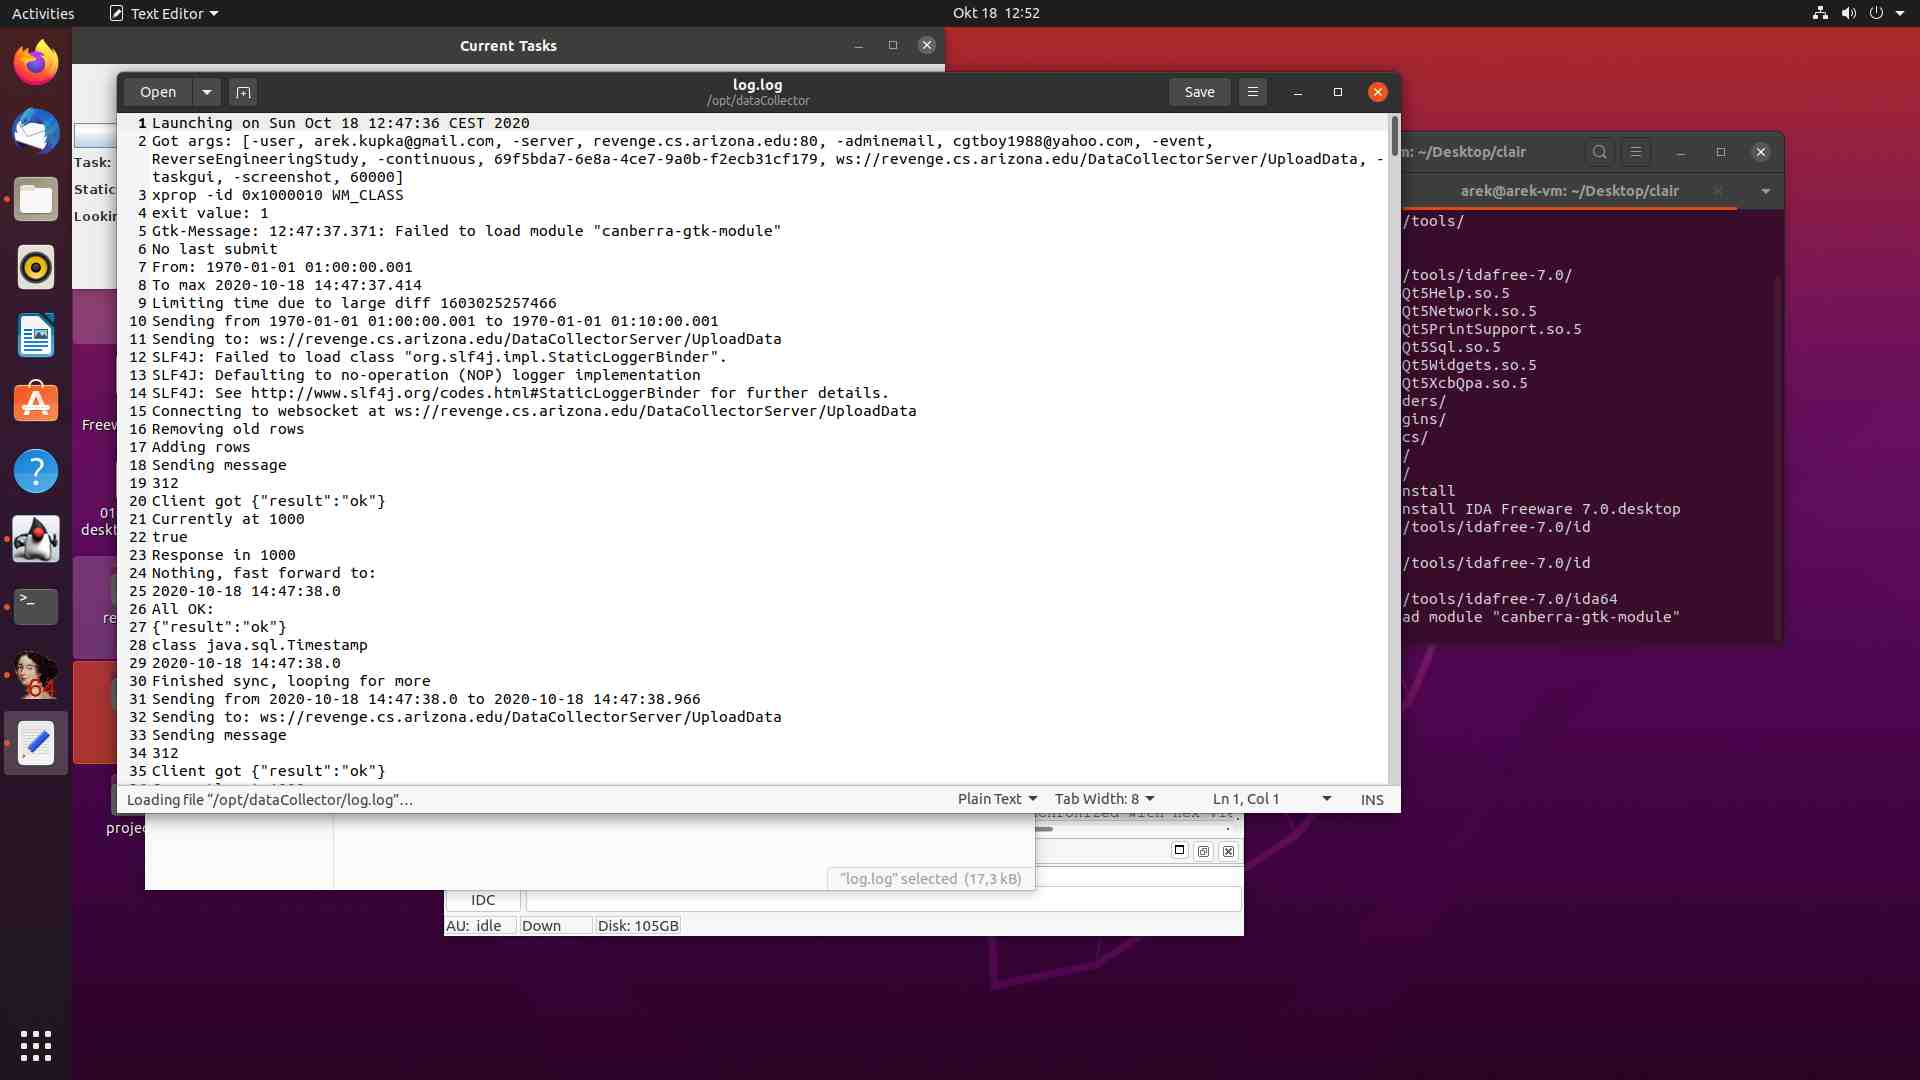 Activities
Text Editor
Okt 18 12:52
Current Tasks
Open
log.log
/opt/dataCollector
Save
1 Launching on Sun Oct 18 12:47:36 CEST 2020
2 Got args: [-user, arek.kupka@gmail.com, -server, revenge.cs.arizona.edu:80, -adminemail, cgtboy1988@yahoo.com, -event,
ReverseEngineeringStudy, -continuous, 69f5bda7-6e8a-4ce7-9a0b-f2ecb31cf179, ws://revenge.cs.arizona.edu/DataCollectorServer/UploadData, -
taskgui, -screenshot, 60000]
3 xprop -id 0x1000010 WM_CLASS
4 exit value: 1
5 Gtk-Message: 12:47:37.371: Failed to load module "canberra-gtk-module"
6 No last submit
7 From: 1970-01-01 01:00:00.001
8 To max 2020-10-18 14:47:37.414
9 Limiting time due to large diff 1603025257466
10 Sending from 1970-01-01 01:00:00.001 to 1970-01-01 01:10:00.001
11 Sending to: ws://revenge.cs.arizona.edu/DataCollectorServer/UploadData
12 SLF4J: Failed to load class "org.slf4j.impl.StaticLoggerBinder".
13 SLF4J: Defaulting to no-operation (NOP) logger implementation
14 SLF4J: See http://www.slf4j.org/codes.html#StaticLoggerBinder for further details.
15 Connecting to websocket at ws://revenge.cs.arizona.edu/DataCollectorServer/UploadData
16 Removing old rows
17 Adding rows
18 Sending message
19 312
20 Client got {"result":"ok"}
21 Currently at 1000
22 true
23 Response in 1000
24 Nothing, fast forward to:
25 2020-10-18 14:47:38.0
26 All OK:
27 {"result":"ok"}
28 class java.sql.Timestamp
29 2020-10-18 14:47:38.0
30 Finished sync, looping for more
31 Sending from 2020-10-18 14:47:38.0 to 2020-10-18 14:47:38.966
32 Sending to: ws://revenge.cs.arizona.edu/DataCollectorServer/UploadData
33 Sending message
34 312
35 Client got {"result":"ok"}
Loading file "/opt/dataCollector/log.log"…
Plain Text
Tab Width: 8
Ln 1, Col 1
INS
Task:
Static
Lookin
Freew
01
deskt
re
projec
64
m: ~/Desktop/clair
arek@arek-vm: ~/Desktop/clair
/tools/
/tools/idafree-7.0/
Qt5Help.so.5
Qt5Network.so.5
Qt5PrintSupport.so.5
Qt5Sql.so.5
Qt5Widgets.so.5
Qt5XcbQpa.so.5
ders/
gins/
cs/
/
/
nstall
nstall IDA Freeware 7.0.desktop
/tools/idafree-7.0/id
/tools/idafree-7.0/id
/tools/idafree-7.0/ida64
ad module "canberra-gtk-module"
"log.log" selected (17,3 kB)
IDC
AU: idle
Down
Disk: 105GB